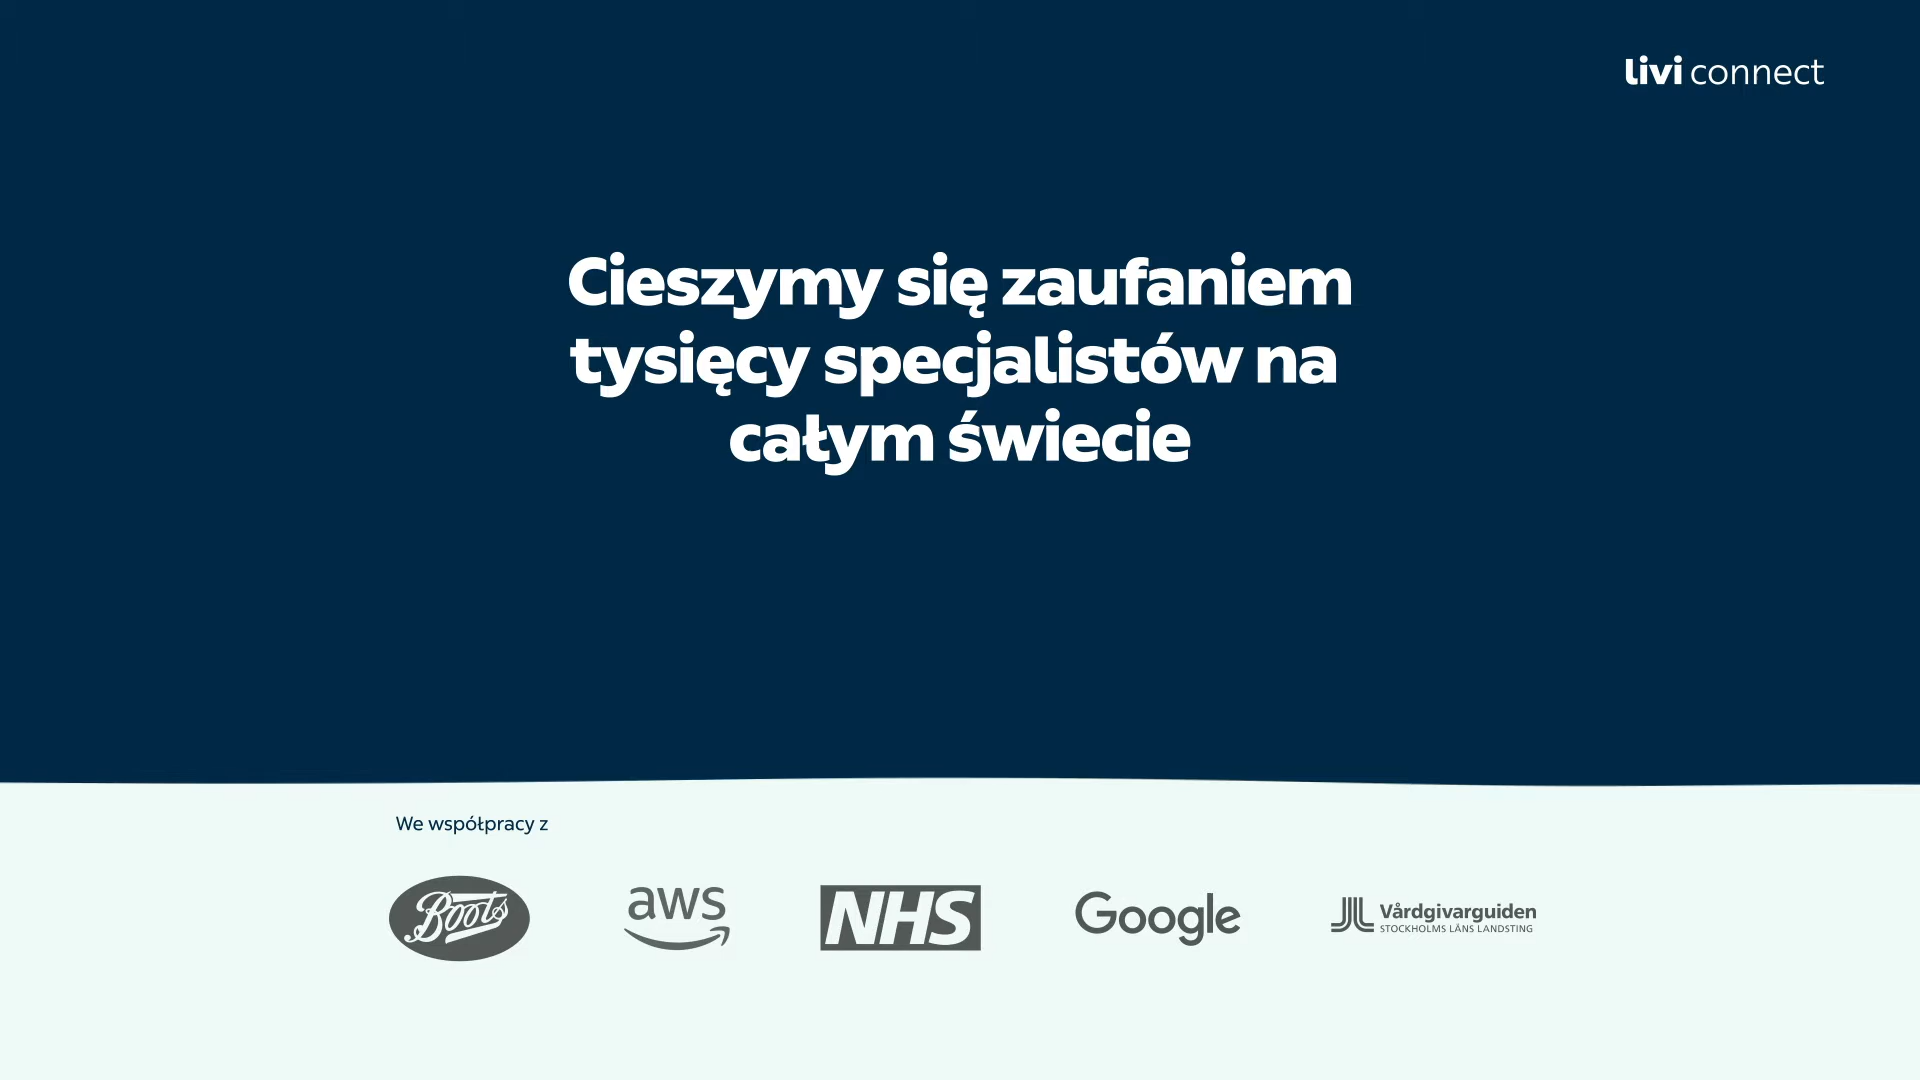 livi connect
Cieszymy się zaufaniem
tysięcy specjalistów na
całym świecie
We współpracy z
Boots
aws
NHS
Google
Vårdgivarguiden
STOCKHOLMS LÄNS LANDSTING